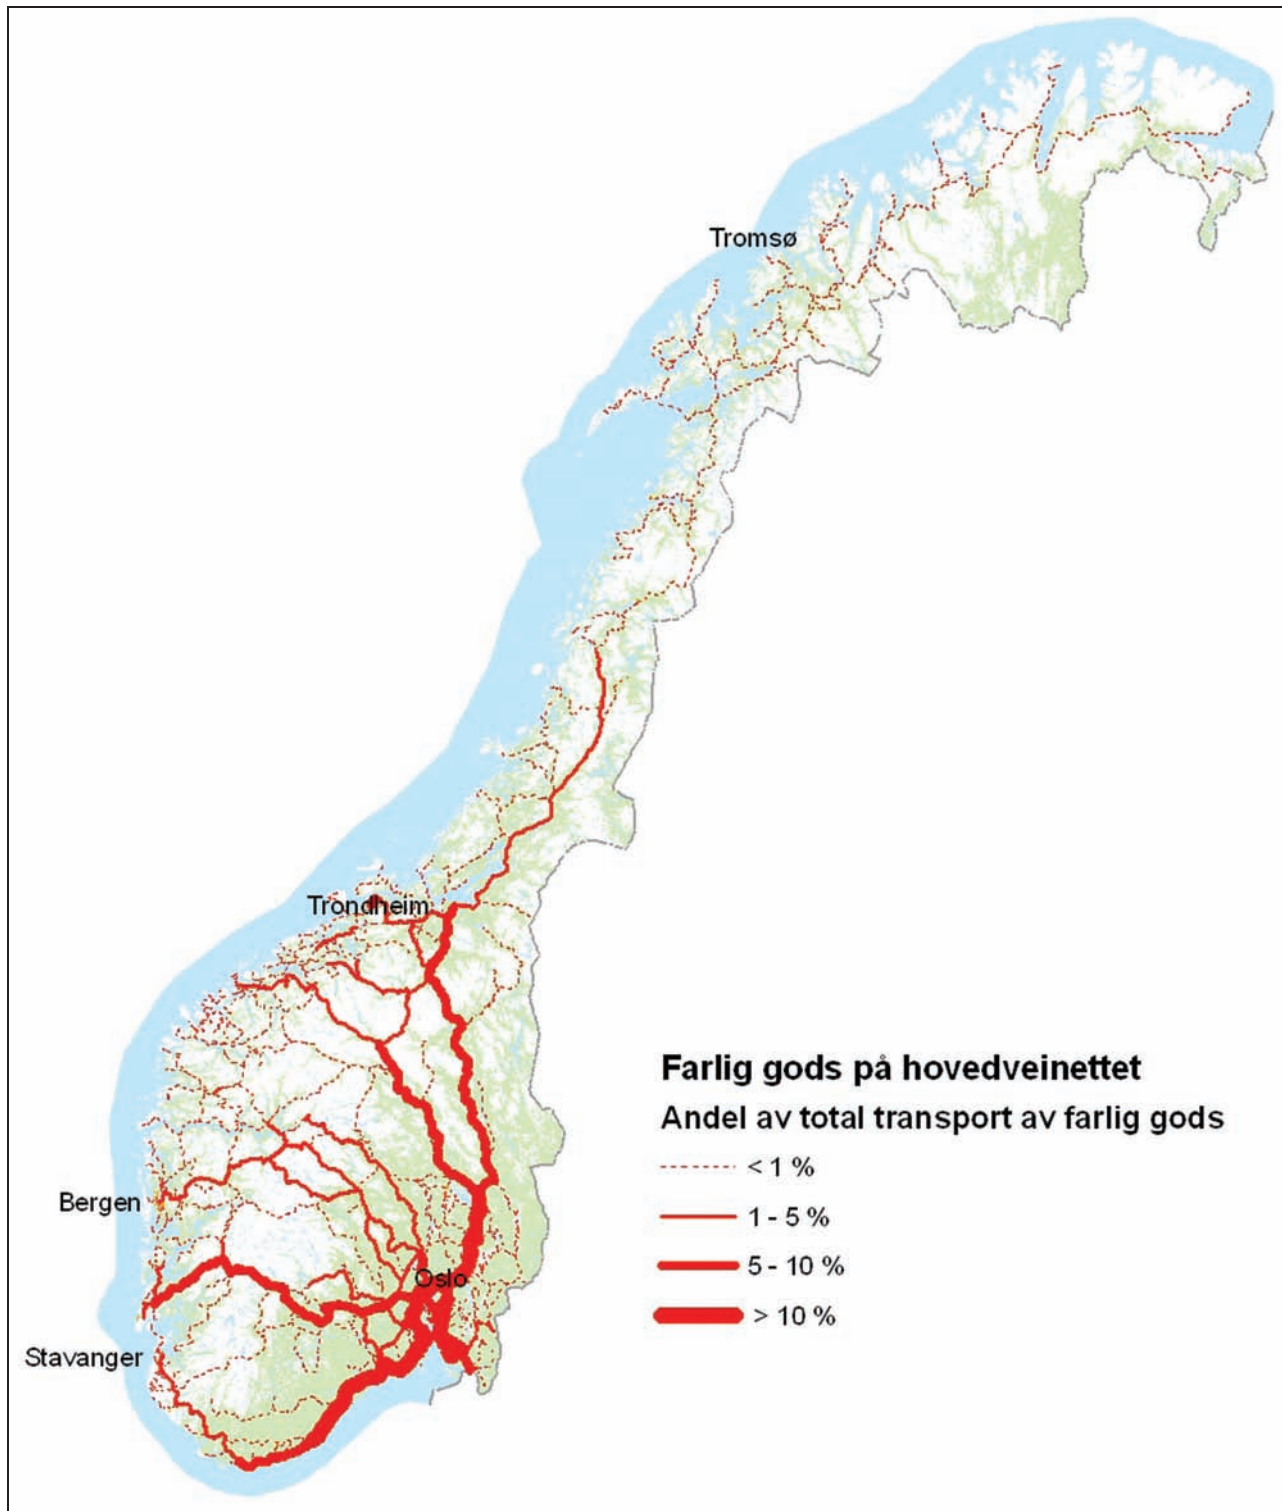 Tromsø
Trondheim
Bergen
Oslo
Stavanger
Farlig gods på hovedveinettet
Andel av total transport av farlig gods
< 1 %
1 - 5 %
5 - 10 %
> 10 %